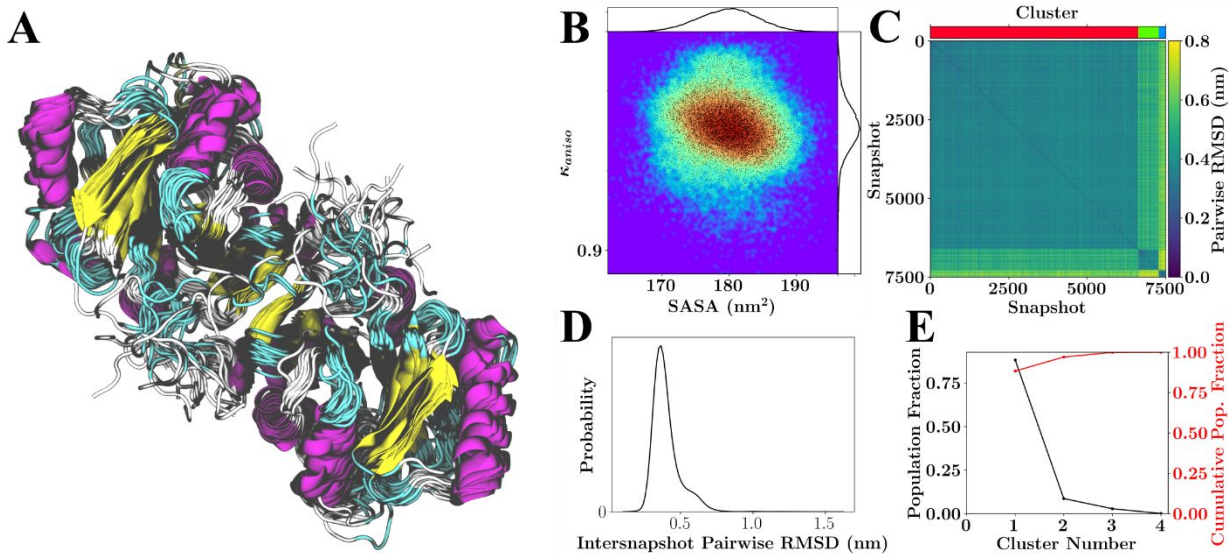 A
B
κaniso
0.9
170
180
190
SASA (nm²)
C
Cluster
0
2500
5000
7500
Snapshot
0
2500
5000
7500
Snapshot
0.8
0.6
0.4
0.2
0.0
Pairwise RMSD (nm)
D
Probability
0
0.5
1.0
1.5
Intersnapshot Pairwise RMSD (nm)
E
Population Fraction
0.75
0.50
0.25
0.00
0
1
2
3
4
Cluster Number
1.00
0.75
0.50
0.25
0.00
Cumulative Pop. Fraction